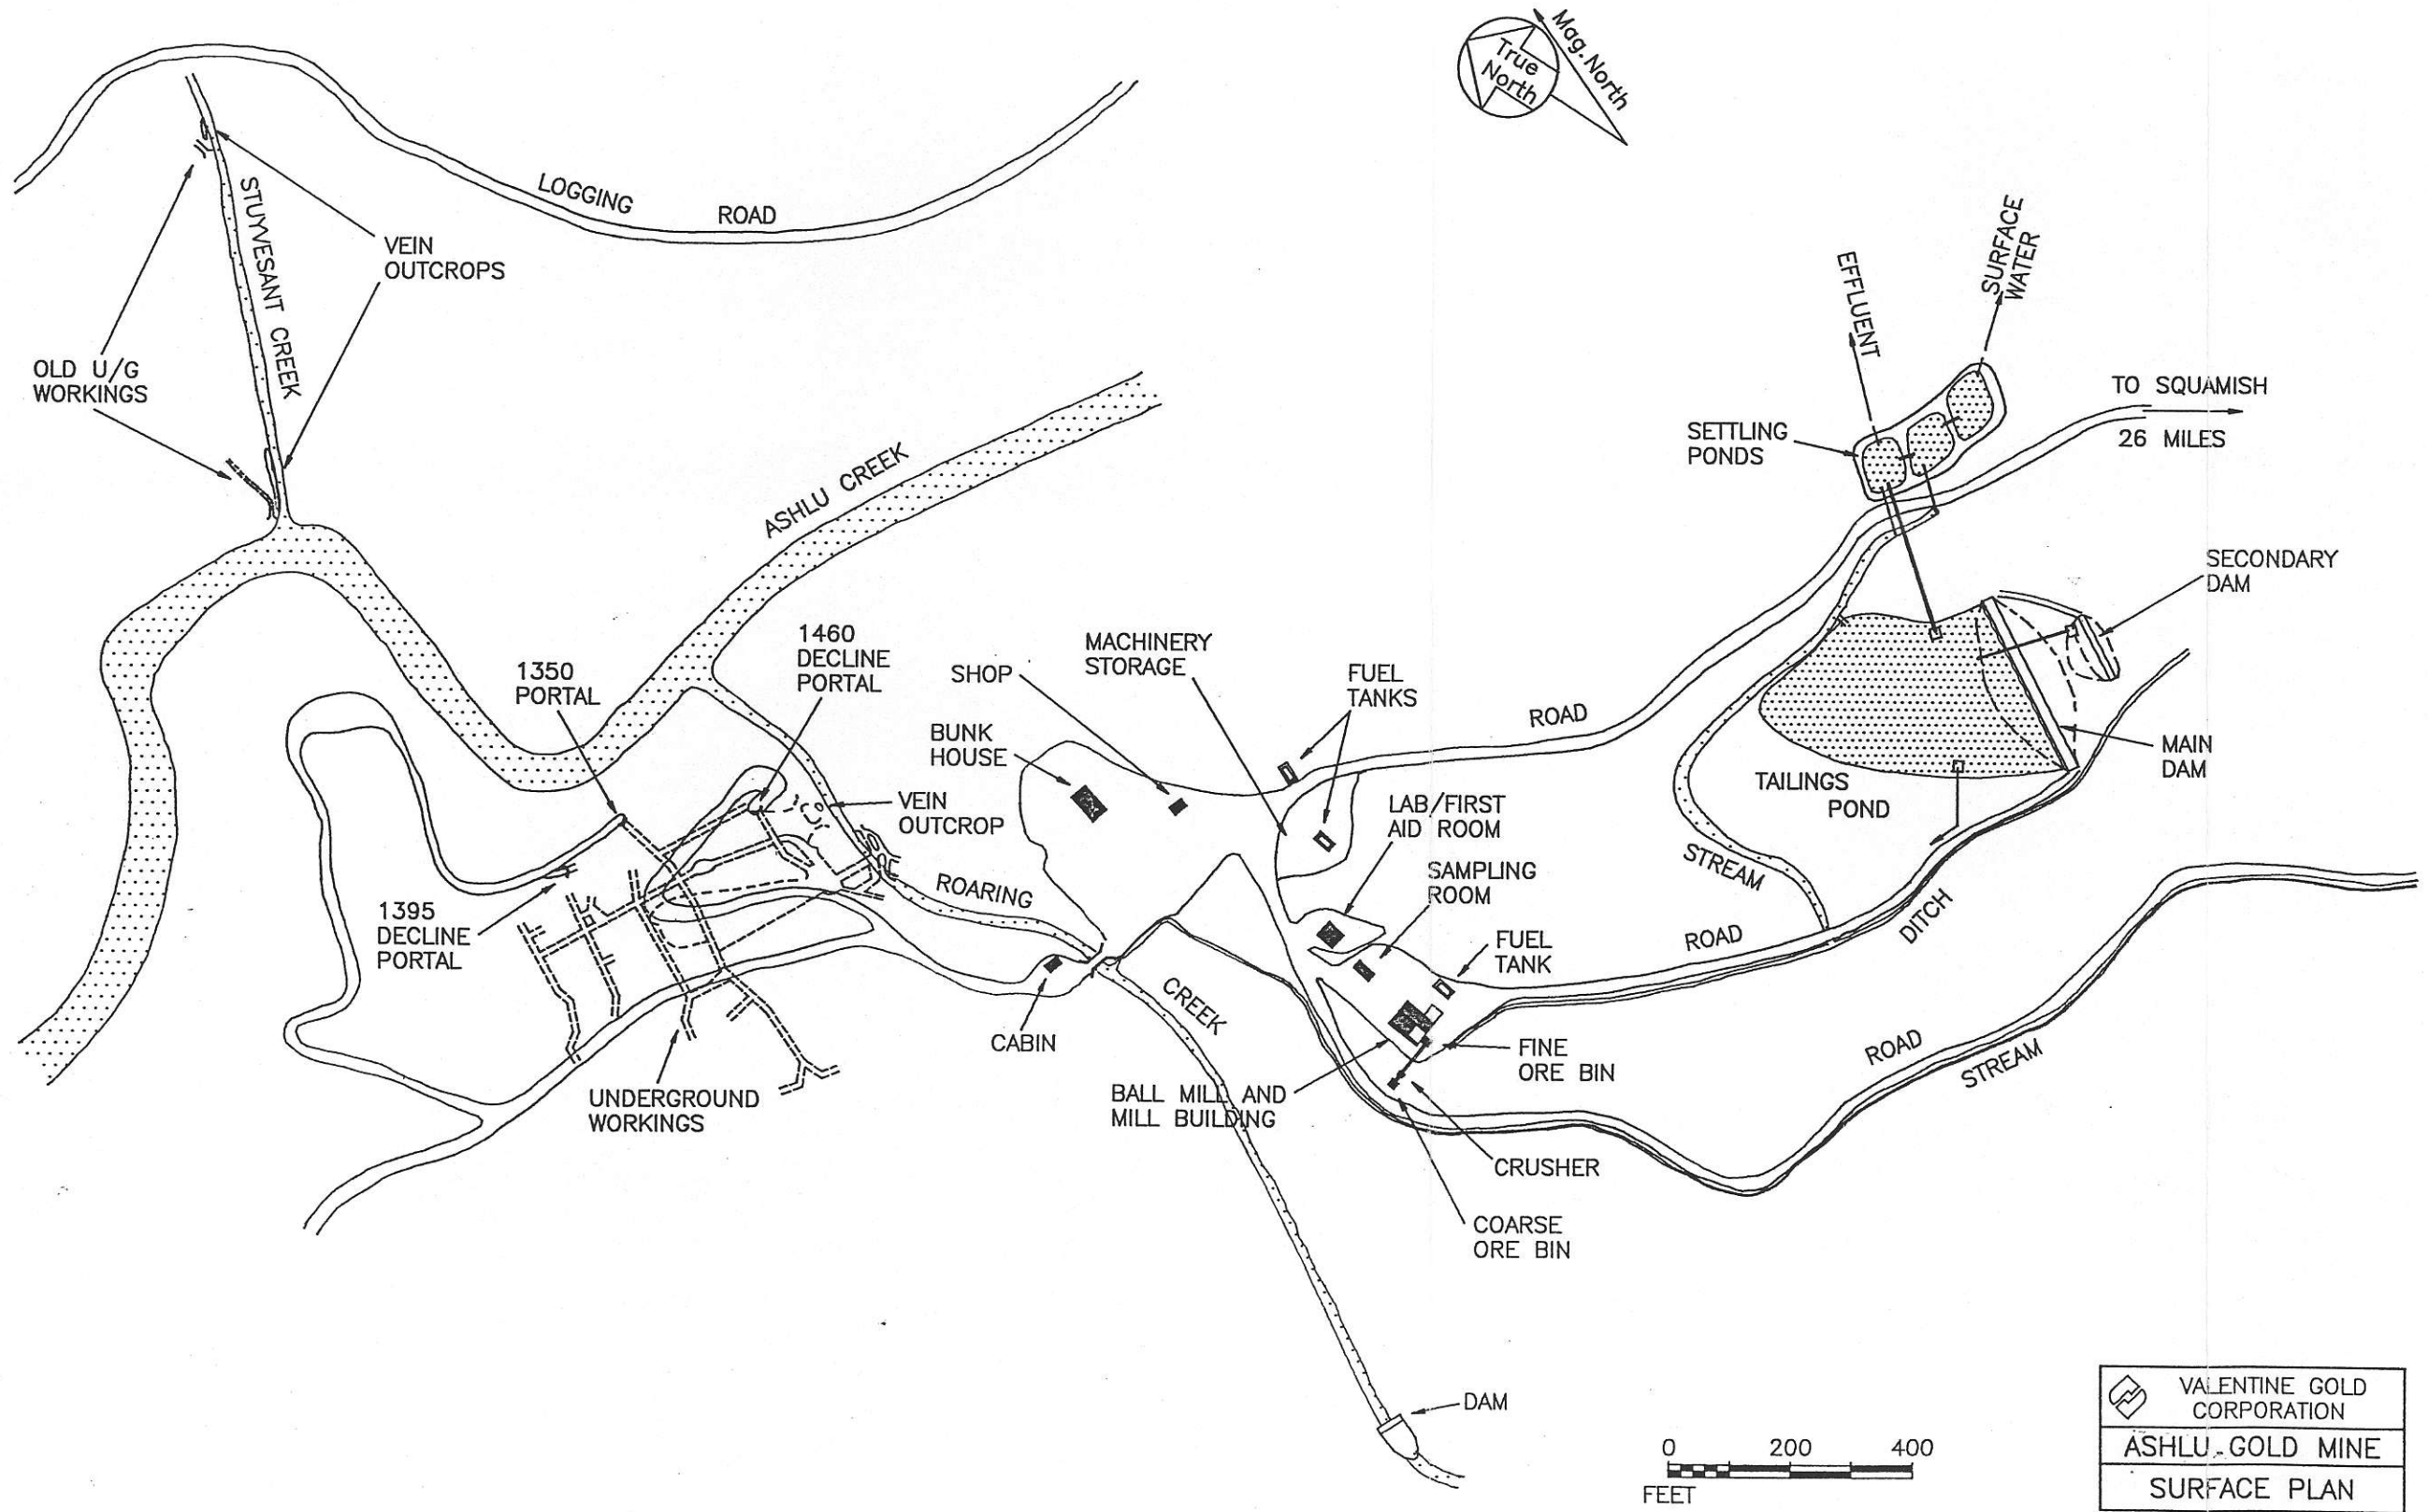 Mag. North
True
North
LOGGING ROAD
STUYVESANT CREEK
VEIN
OUTCROPS
OLD U/G
WORKINGS
SURFACE
WATER
EFFLUENT
TO SQUAMISH
26 MILES
SETTLING
PONDS
ASHLU CREEK
SECONDARY
DAM
1460
DECLINE
PORTAL
1350
PORTAL
MACHINERY
STORAGE
SHOP
FUEL
TANKS
BUNK
HOUSE
ROAD
MAIN
DAM
TAILINGS
POND
VEIN
OUTCROP
LAB/FIRST
AID ROOM
SAMPLING
ROOM
STREAM
ROARING
CREEK
1395
DECLINE
PORTAL
FUEL
TANK
ROAD
DITCH
CABIN
FINE
ORE BIN
ROAD
STREAM
UNDERGROUND
WORKINGS
BALL MILL AND
MILL BUILDING
CRUSHER
COARSE
ORE BIN
DAM
0 200 400
FEET
VALENTINE GOLD
CORPORATION
ASHLU GOLD MINE
SURFACE PLAN